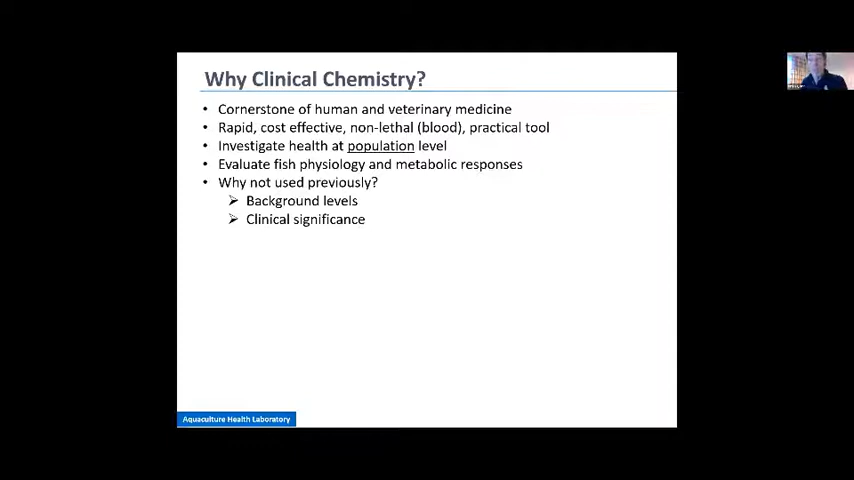 Why Clinical Chemistry?
• Cornerstone of human and veterinary medicine
• Rapid, cost effective, non-lethal (blood), practical tool
• Investigate health at population level
• Evaluate fish physiology and metabolic responses
• Why not used previously?
➢ Background levels
➢ Clinical significance
Aquaculture Health Laboratory